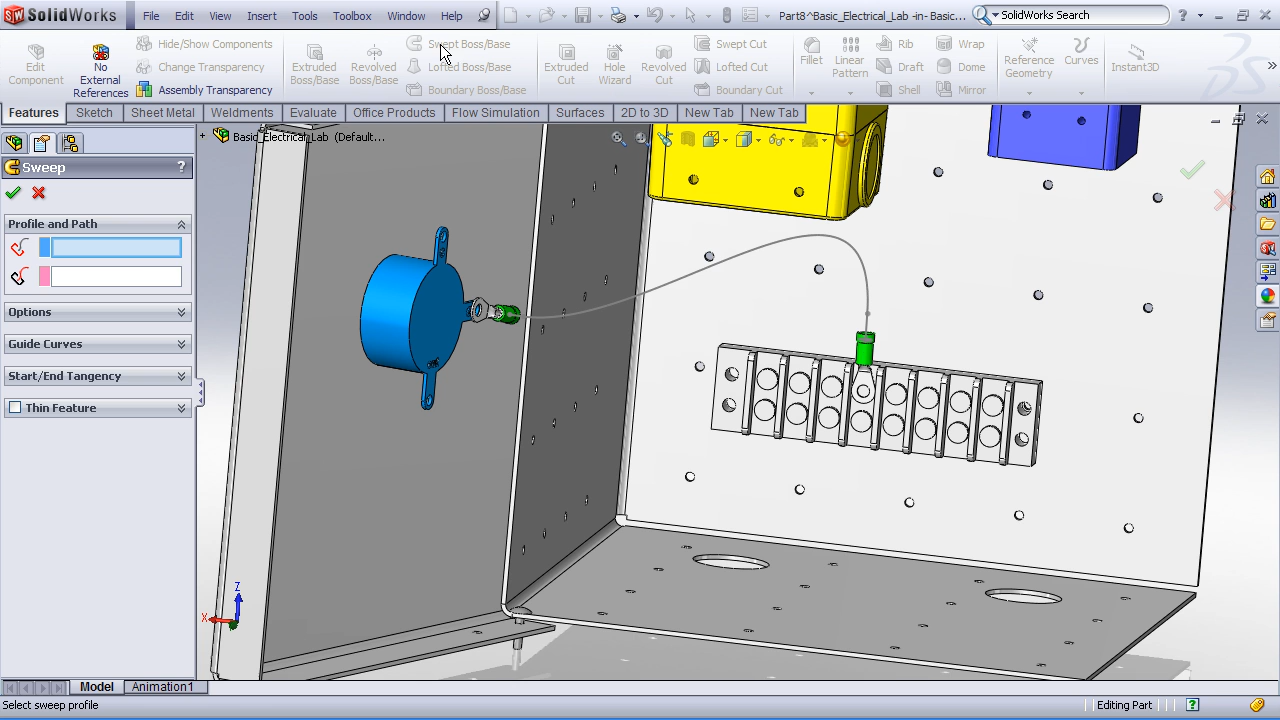 SolidWorks File Edit View Insert Tools Toolbox Window Help Part8^Basic_Electrical_Lab -in- Basic... SolidWorks Search ?
Edit Component
No External References
Hide/Show Components
Change Transparency
Assembly Transparency
Extruded Boss/Base
Revolved Boss/Base
Swept Boss/Base
Lofted Boss/Base
Boundary Boss/Base
Extruded Cut
Hole Wizard
Revolved Cut
Swept Cut
Lofted Cut
Boundary Cut
Fillet
Linear Pattern
Rib
Draft
Shell
Wrap
Dome
Mirror
Reference Geometry
Curves
Instant3D
Features Sketch Sheet Metal Weldments Evaluate Office Products Flow Simulation Surfaces 2D to 3D New Tab New Tab
Basic_Electrical_Lab (Default...
Sweep ?
Profile and Path
Options
Guide Curves
Start/End Tangency
Thin Feature
Z
X
Model Animation1
Select sweep profile
Editing Part ?